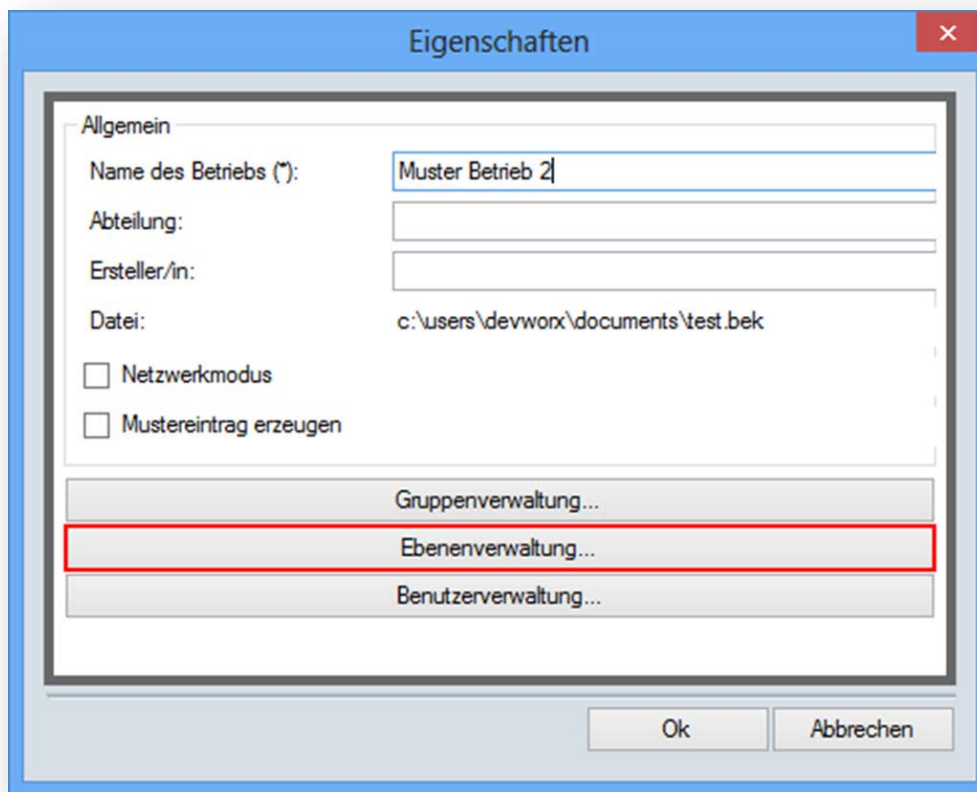 Eigenschaften
Allgemein
Name des Betriebs (*): Muster Betrieb 2
Abteilung:
Ersteller/in:
Datei: c:\users\devworx\documents\test.bek
Netzwerkmodus
Mustereintrag erzeugen
Gruppenverwaltung...
Ebenenverwaltung...
Benutzerverwaltung...
Ok Abbrechen